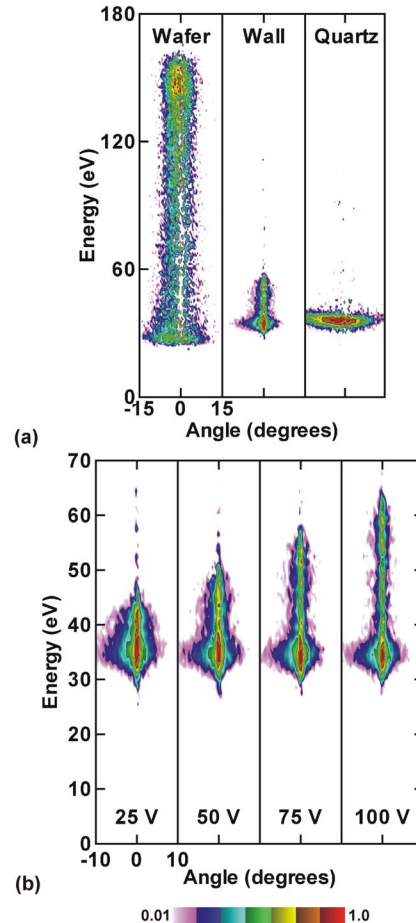 180
Wafer Wall Quartz
120
Energy (eV)
60
0
-15 0 15
Angle (degrees)
(a)
70
60
50
Energy (eV)
40
30
20
10
25 V 50 V 75 V 100 V
0
-10 0 10
Angle (degrees)
(b)
0.01 1.0